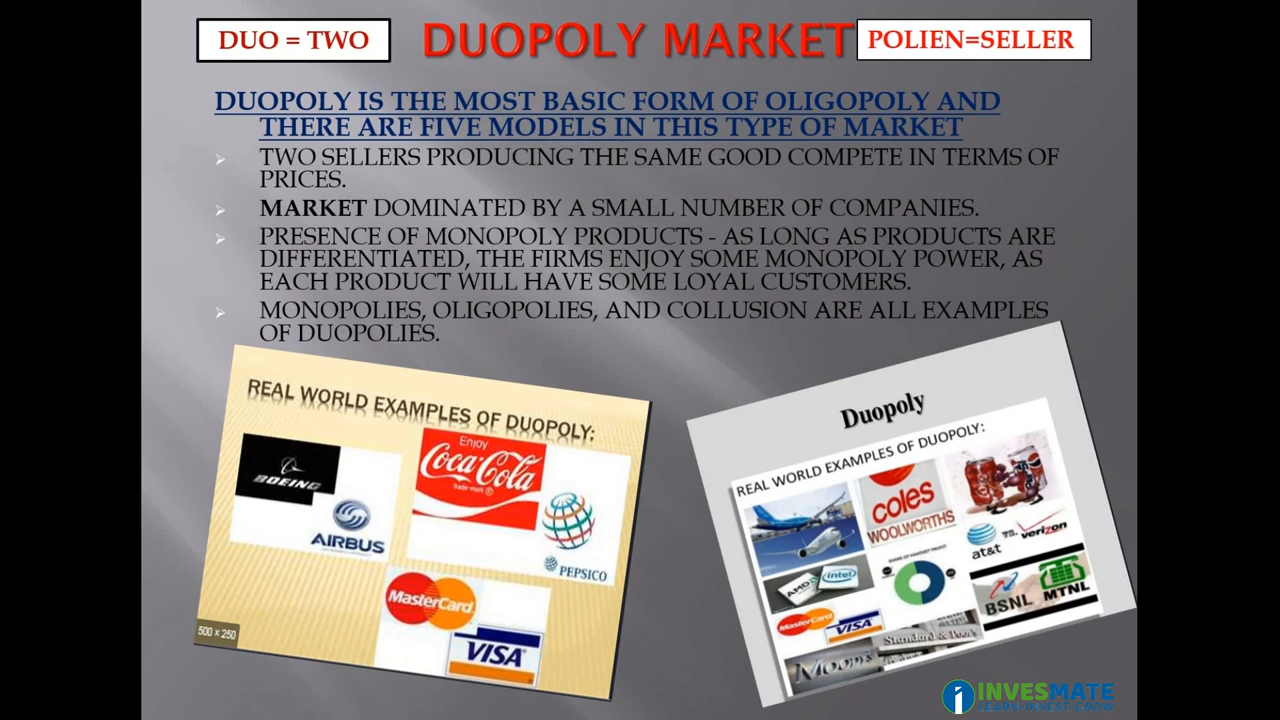 DUO = TWO
DUOPOLY MARKET
POLIEN=SELLER
DUOPOLY IS THE MOST BASIC FORM OF OLIGOPOLY AND
THERE ARE FIVE MODELS IN THIS TYPE OF MARKET
TWO SELLERS PRODUCING THE SAME GOOD COMPETE IN TERMS OF
PRICES.
MARKET DOMINATED BY A SMALL NUMBER OF COMPANIES.
PRESENCE OF MONOPOLY PRODUCTS - AS LONG AS PRODUCTS ARE
DIFFERENTIATED, THE FIRMS ENJOY SOME MONOPOLY POWER, AS
EACH PRODUCT WILL HAVE SOME LOYAL CUSTOMERS.
MONOPOLIES, OLIGOPOLIES, AND COLLUSION ARE ALL EXAMPLES
OF DUOPOLIES.
REAL WORLD EXAMPLES OF DUOPOLY:
BOEING
AIRBUS
Enjoy
Coca-Cola
Trade-mark ®
PEPSICO
MasterCard
VISA
500 x 250
Duopoly
REAL WORLD EXAMPLES OF DUOPOLY:
coles
WOOLWORTHS
at&t
verizon
AMD
intel
BSNL
MTNL
MasterCard
VISA
Standard & Poor's
INVESMATE
LEARN-INVEST-GROW